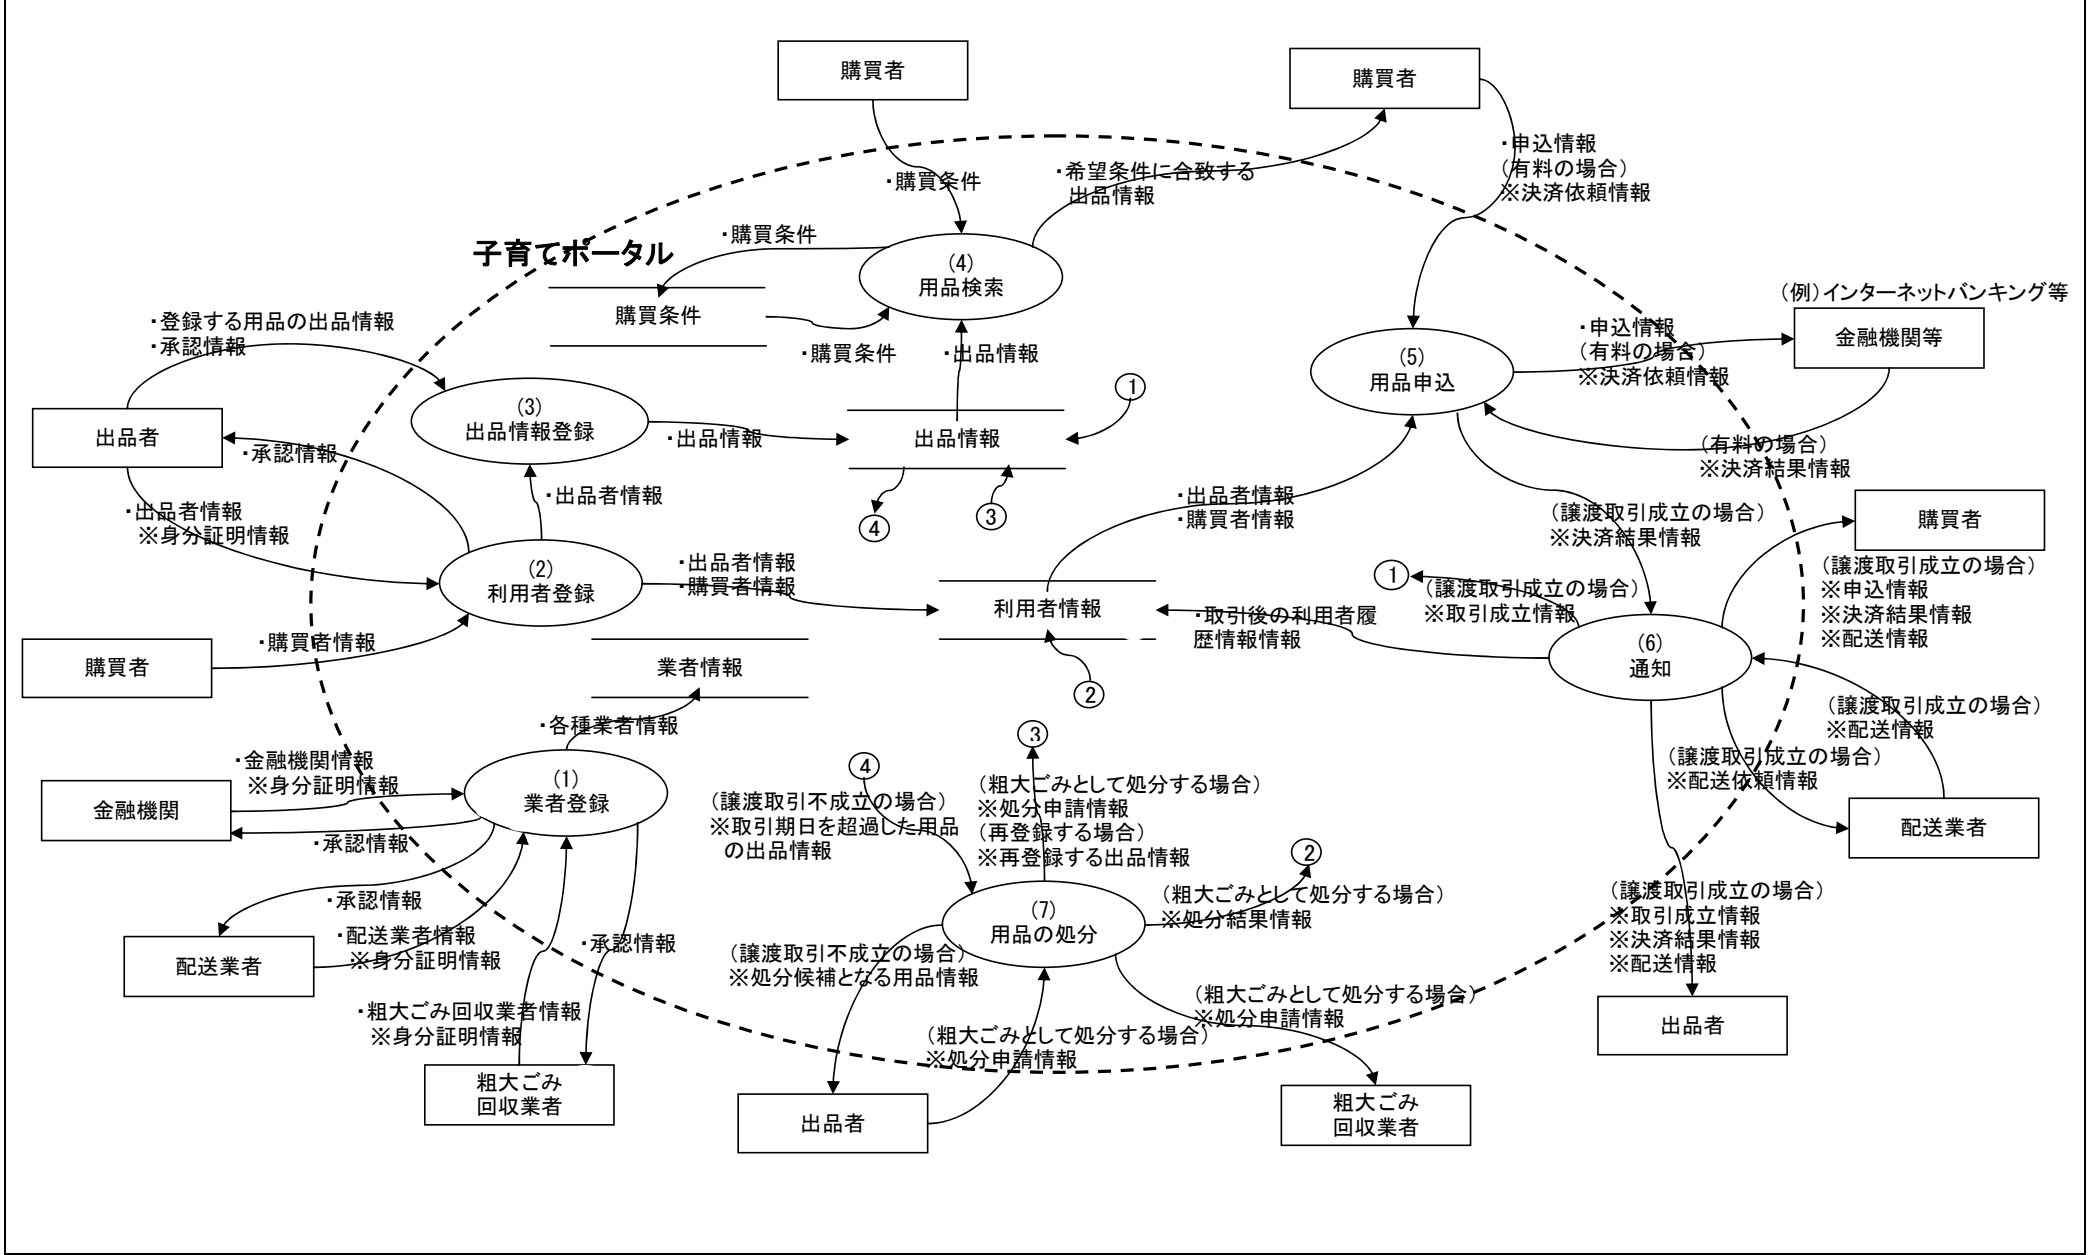 購買者
購買者
・申込情報
(有料の場合)
※決済依頼情報
・購買条件
・希望条件に合致する
出品情報
・購買条件
子育てポータル
(4)
用品検索
購買条件
・購買条件
・出品情報
(例)インターネットバンキング等
金融機関等
・申込情報
(有料の場合)
※決済依頼情報
(5)
用品申込
(有料の場合)
※決済結果情報
・登録する用品の出品情報
・承認情報
出品者
・承認情報
(3)
出品情報登録
・出品情報
出品情報
①
④
③
・出品者情報
・出品者情報
※身分証明情報
・出品者情報
・購買者情報
(譲渡取引成立の場合)
※決済結果情報
購買者
(譲渡取引成立の場合)
※申込情報
※決済結果情報
※配送情報
(2)
利用者登録
・出品者情報
・購買者情報
利用者情報
②
①
(譲渡取引成立の場合)
※取引成立情報
・取引後の利用者履
歴情報情報
(6)
通知
購買者
・購買者情報
業者情報
・各種業者情報
(譲渡取引成立の場合)
※配送情報
(譲渡取引成立の場合)
※配送依頼情報
配送業者
・金融機関情報
※身分証明情報
金融機関
・承認情報
(1)
業者登録
③
④
(譲渡取引不成立の場合)
※取引期日を超過した用品
の出品情報
(粗大ごみとして処分する場合)
※処分申請情報
(再登録する場合)
※再登録する出品情報
②
(粗大ごみとして処分する場合)
※処分結果情報
(7)
用品の処分
(譲渡取引成立の場合)
※取引成立情報
※決済結果情報
※配送情報
出品者
・承認情報
・配送業者情報
※身分証明情報
配送業者
・承認情報
・粗大ごみ回収業者情報
※身分証明情報
粗大ごみ
回収業者
(譲渡取引不成立の場合)
※処分候補となる用品情報
(粗大ごみとして処分する場合)
※処分申請情報
(粗大ごみとして処分する場合)
※処分申請情報
出品者
粗大ごみ
回収業者